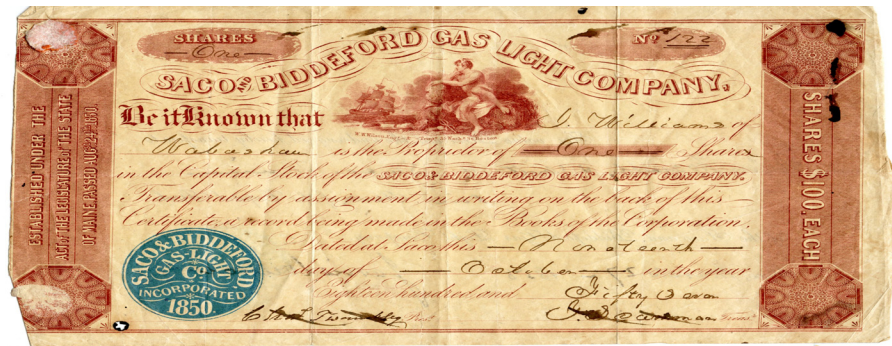 SHARES
One
Nº 122
SACO AND BIDDEFORD GAS LIGHT COMPANY.
Be it Known that J. Williams of
is the Proprietor of One Shares
in the Capital Stock of the SACO & BIDDEFORD GAS LIGHT COMPANY.
Transferable by assignment in writing on the back of this
Certificate, a record being made in the Books of the Corporation.
Dated at Saco this Nineteenth
day of October in the year
Eighteen hundred and Fifty Seven
Pres.
Treas.
ESTABLISHED UNDER THE
ACT OF THE LEGISLATURE OF THE STATE
OF MAINE PASSED AUG. 24TH 1850.
SHARES $100, EACH
SACO & BIDDEFORD
GAS-LIGHT
CO.
INCORPORATED
1850.